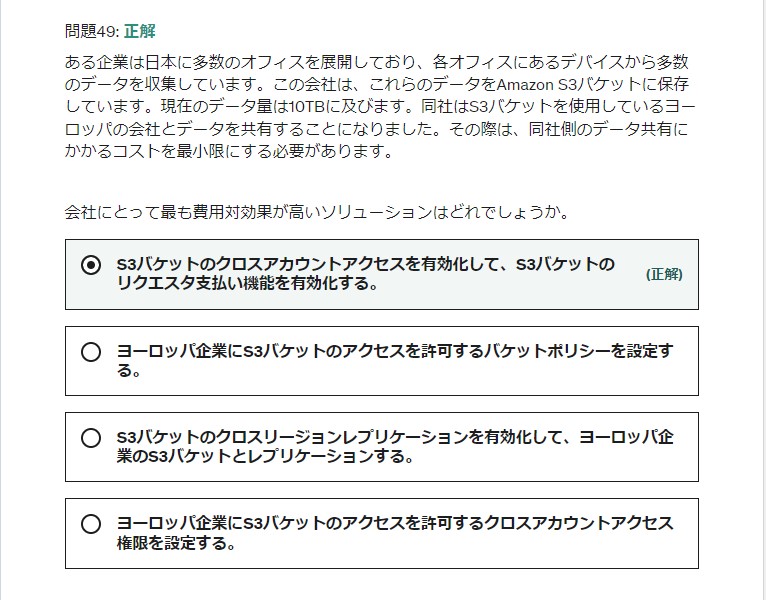 問題49: 正解
ある企業は日本に多数のオフィスを展開しており、各オフィスにあるデバイスから多数
のデータを収集しています。この会社は、これらのデータをAmazon S3バケットに保存
しています。現在のデータ量は10TBに及びます。同社はS3バケットを使用しているヨー
ロッパの会社とデータを共有することになりました。その際は、同社側のデータ共有に
かかるコストを最小限にする必要があります。
会社にとって最も費用対効果が高いソリューションはどれでしょうか。
S3バケットのクロスアカウントアクセスを有効化して、S3バケットの
リクエスタ支払い機能を有効化する。
(正解)
ヨーロッパ企業にS3バケットのアクセスを許可するバケットポリシーを設定す
る。
S3バケットのクロスリージョンレプリケーションを有効化して、ヨーロッパ企
業のS3バケットとレプリケーションする。
ヨーロッパ企業にS3バケットのアクセスを許可するクロスアカウントアクセス
権限を設定する。